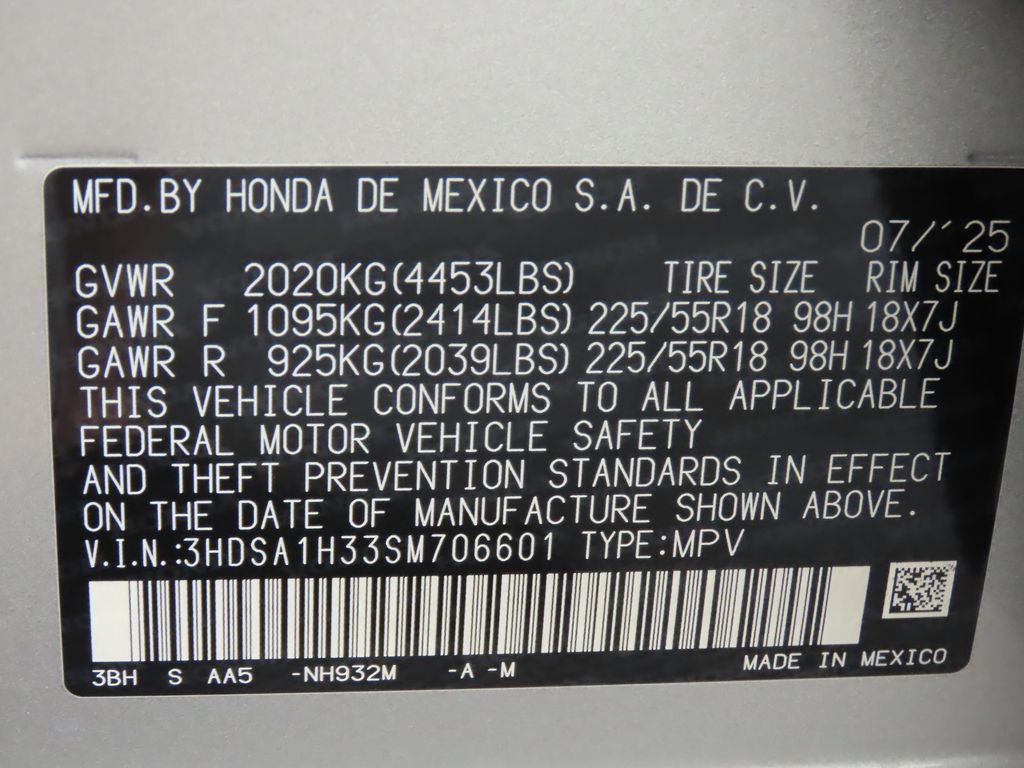 MFD.BY HONDA DE MEXICO S.A. DE C.V.
07/´25
GVWR 2020KG(4453LBS) TIRE SIZE RIM SIZE
GAWR F 1095KG(2414LBS) 225/55R18 98H 18X7J
GAWR R 925KG(2039LBS) 225/55R18 98H 18X7J
THIS VEHICLE CONFORMS TO ALL APPLICABLE
FEDERAL MOTOR VEHICLE SAFETY
AND THEFT PREVENTION STANDARDS IN EFFECT
ON THE DATE OF MANUFACTURE SHOWN ABOVE.
V.I.N.:3HDSA1H33SM706601 TYPE:MPV
3BH S AA5 -NH932M -A -M MADE IN MEXICO